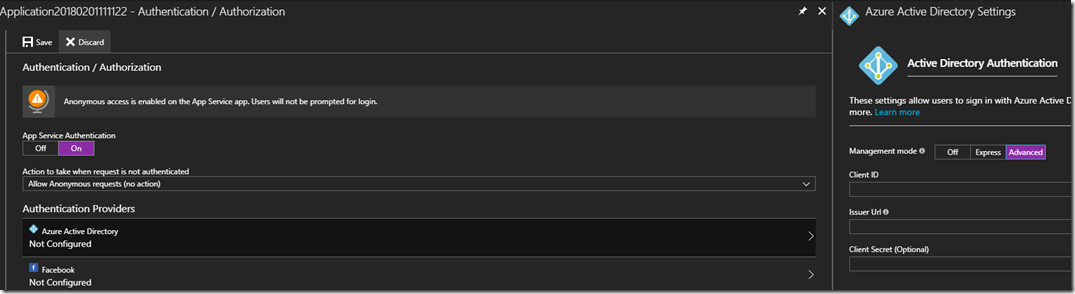 Application20180201111122 - Authentication / Authorization
Save
Discard
Authentication / Authorization
Anonymous access is enabled on the App Service app. Users will not be prompted for login.
App Service Authentication
Off
On
Action to take when request is not authenticated
Allow Anonymous requests (no action)
Authentication Providers
Azure Active Directory
Not Configured
Facebook
Not Configured
Azure Active Directory Settings
Active Directory Authentication
These settings allow users to sign in with Azure Active D
more. Learn more
Management mode
Off
Express
Advanced
Client ID
Issuer Url
Client Secret (Optional)